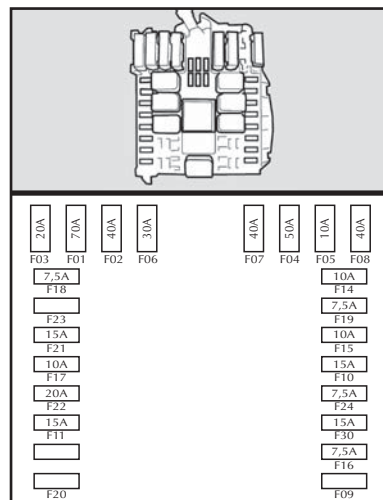 20A 70A 40A 30A 40A 50A 10A 40A
F03 F01 F02 F06 F07 F04 F05 F08
7,5A 10A
F18 F14
7,5A
F23 F19
15A 10A
F21 F15
10A 15A
F17 F10
20A 7,5A
F22 F24
15A 15A
F11 F30
7,5A
F16
F20 F09